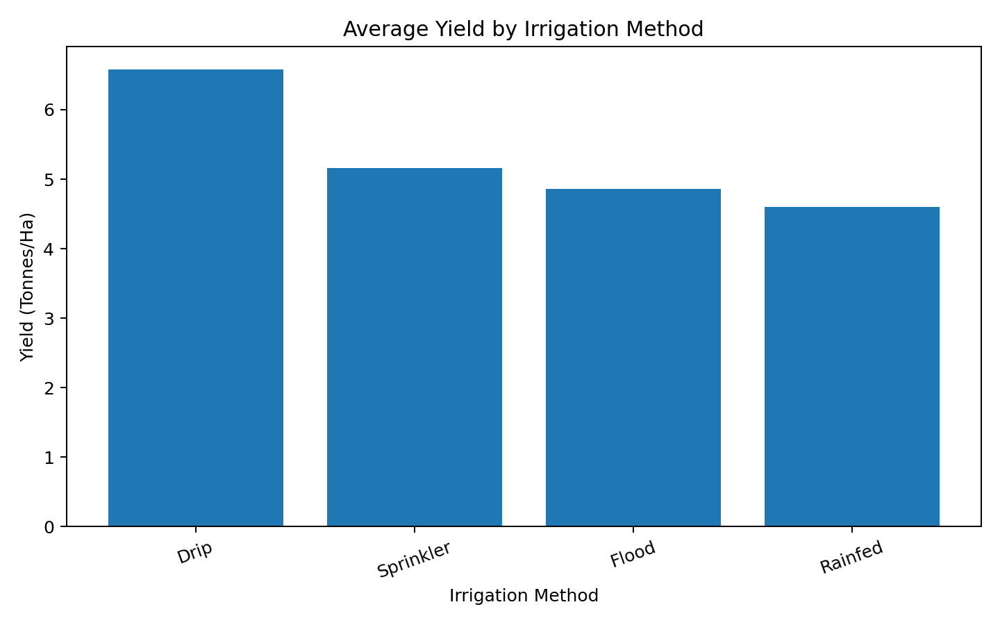 Average Yield by Irrigation Method
Yield (Tonnes/Ha)
6
5
4
3
2
1
0
Drip
Sprinkler
Flood
Rainfed
Irrigation Method